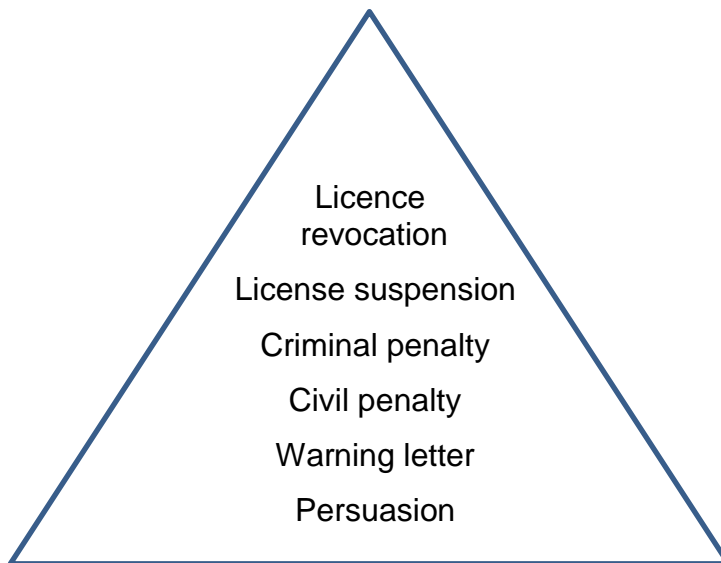 Licence
revocation
License suspension
Criminal penalty
Civil penalty
Warning letter
Persuasion